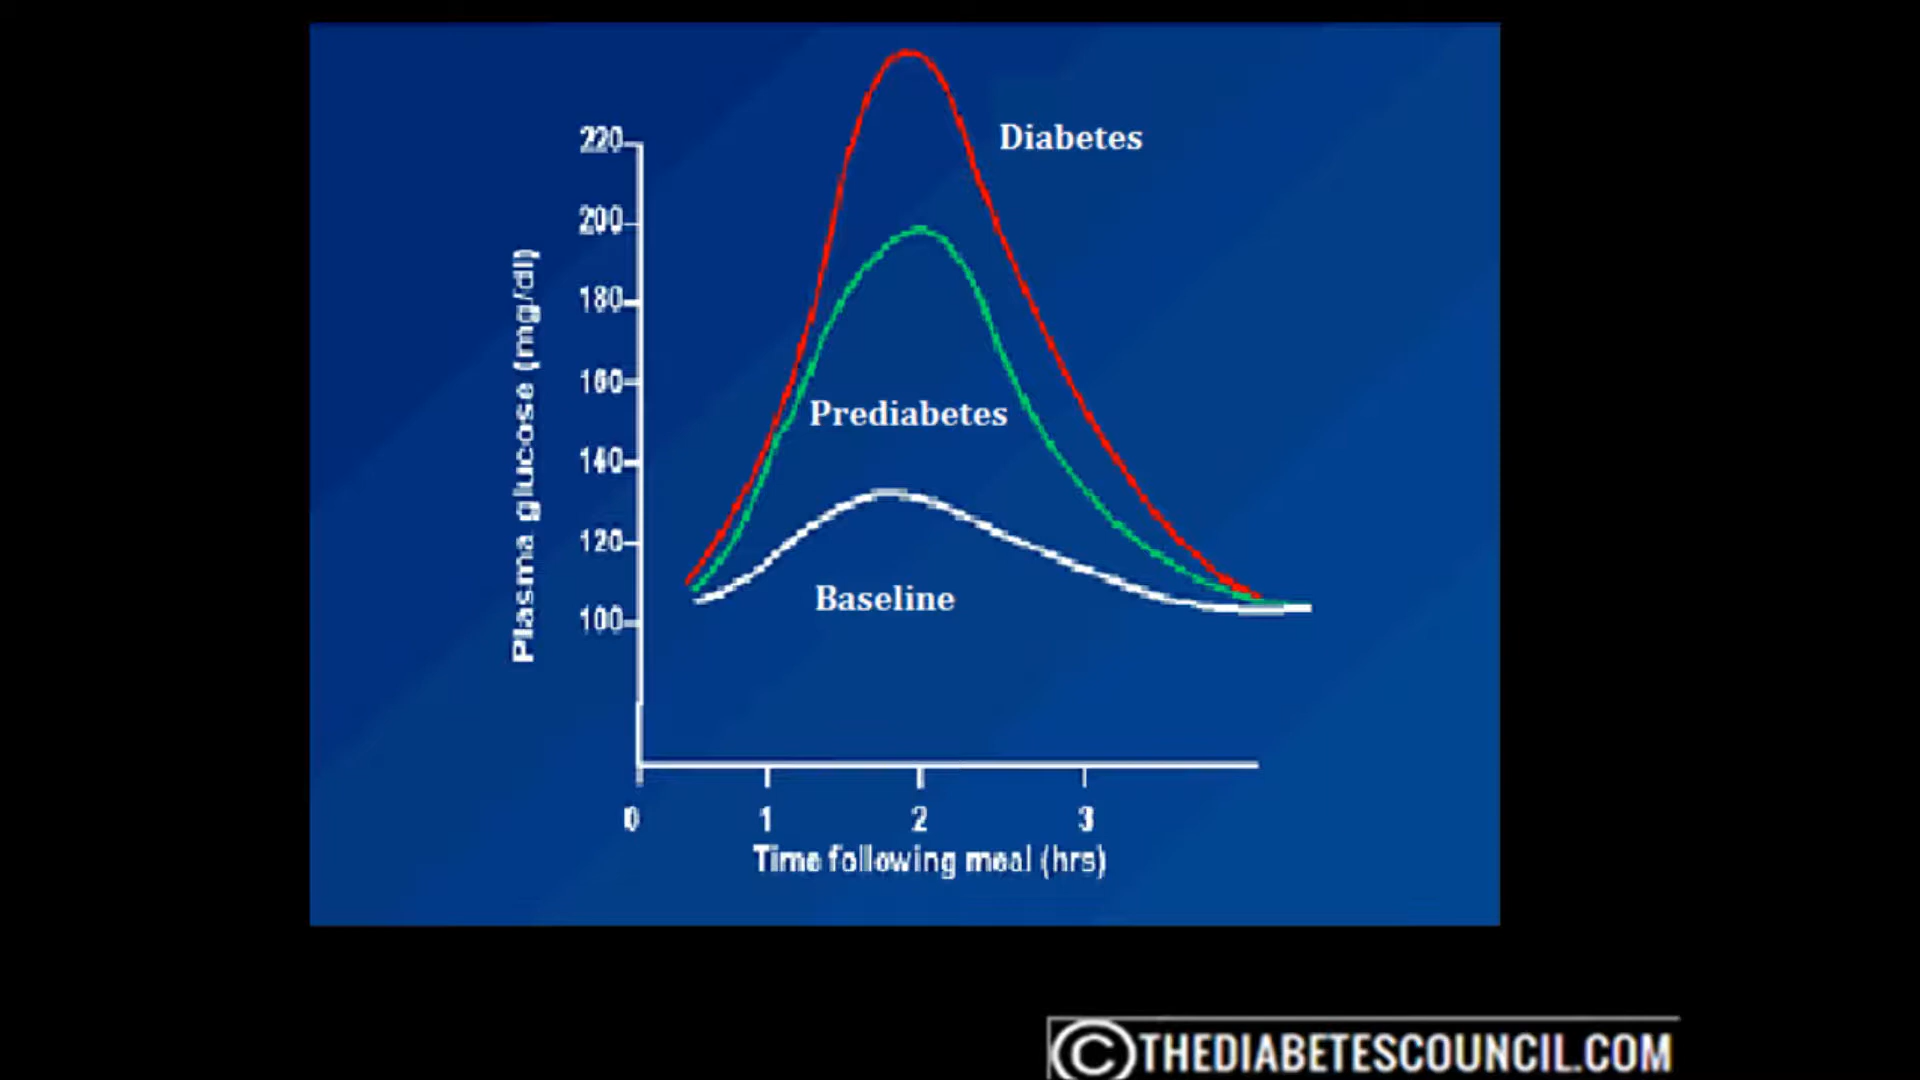 Diabetes
220
200
180
160
140
120
100
Plasma glucose (mg/dl)
Prediabetes
Baseline
0 1 2 3
Time following meal (hrs)
©THEDIABETESCOUNCIL.COM